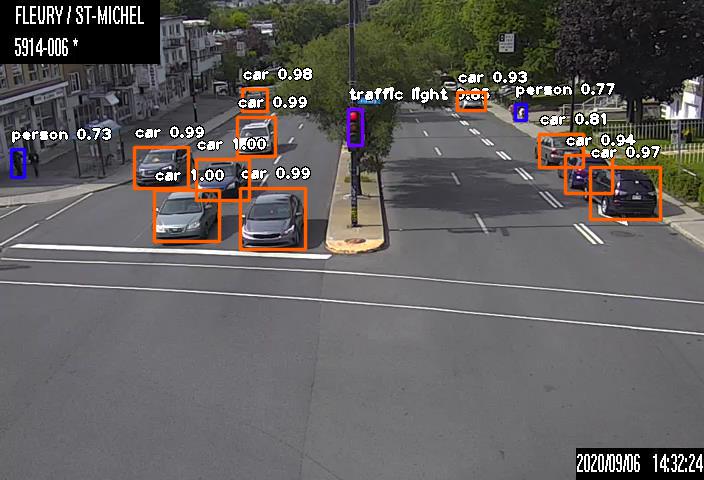 FLEURY / ST-MICHEL
5914-006 *
car 0.98
car 0.93
person 0.77
traffic light 0.85
car 0.99
car 0.81
person 0.73
car 0.99
car 1.00
car 0.94
car 0.97
car 1.00
car 0.99
2020/09/06 14:32:24